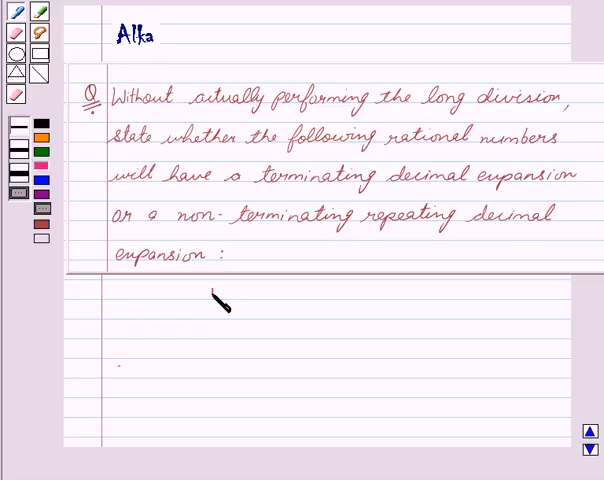 Alka
Q Without actually performing the long division,
state whether the following rational numbers
will have a terminating decimal expansion
or a non-terminating repeating decimal
expansion :